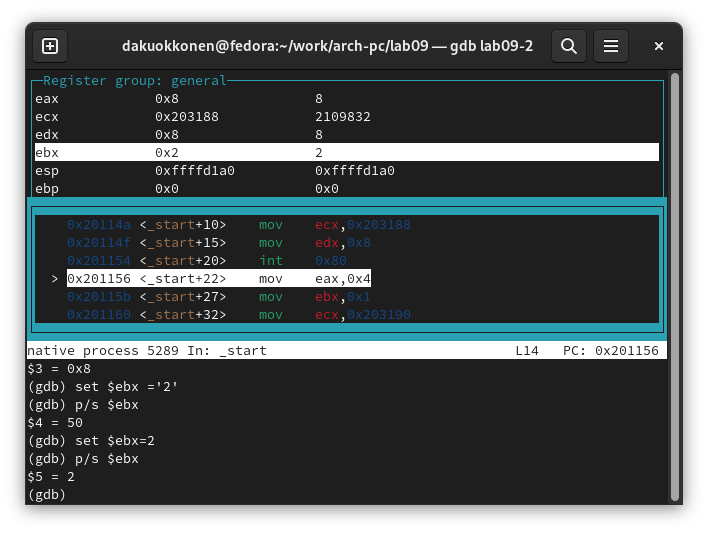 dakuokkonen@fedora:~/work/arch-pc/lab09 — gdb lab09-2
Register group: general
eax 0x8 8
ecx 0x203188 2109832
edx 0x8 8
ebx 0x2 2
esp 0xffffd1a0 0xffffd1a0
ebp 0x0 0x0
0x20114a <_start+10> mov ecx,0x203188
0x20114f <_start+15> mov edx,0x8
0x201154 <_start+20> int 0x80
> 0x201156 <_start+22> mov eax,0x4
0x20115b <_start+27> mov ebx,0x1
0x201160 <_start+32> mov ecx,0x203190
native process 5289 In: _start L14 PC: 0x201156
$3 = 0x8
(gdb) set $ebx ='2'
(gdb) p/s $ebx
$4 = 50
(gdb) set $ebx=2
(gdb) p/s $ebx
$5 = 2
(gdb)